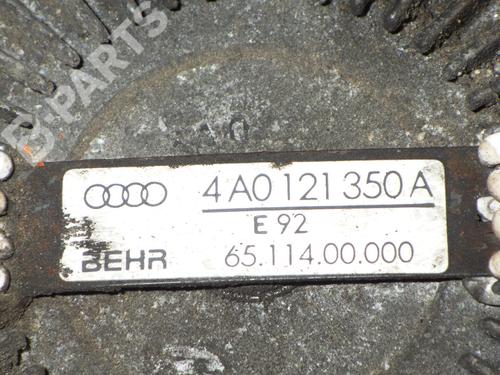 B-PARTS
4A0 121 350 A
E 92
BEHR 65.114.00.000